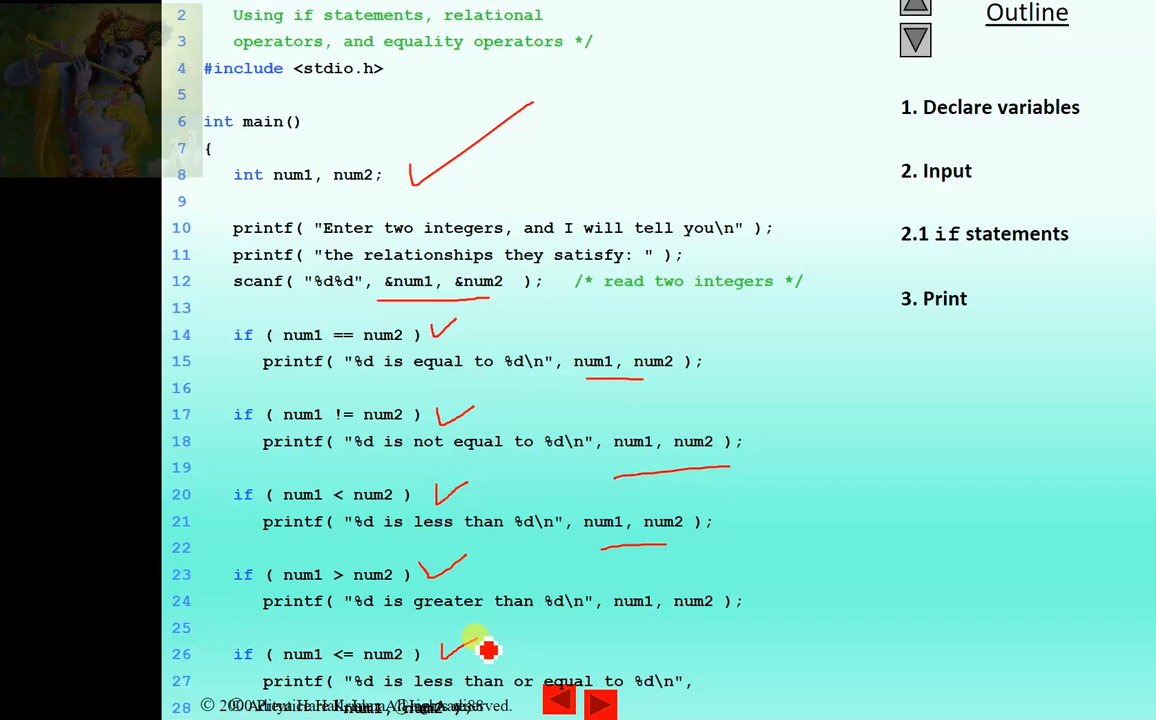 2 Using if statements, relational
3 operators, and equality operators */
4 #include <stdio.h>
5
6 int main()
7 {
8 int num1, num2;
9
10 printf( "Enter two integers, and I will tell you\n" );
11 printf( "the relationships they satisfy: " );
12 scanf( "%d%d", &num1, &num2 ); /* read two integers */
13
14 if ( num1 == num2 )
15 printf( "%d is equal to %d\n", num1, num2 );
16
17 if ( num1 != num2 )
18 printf( "%d is not equal to %d\n", num1, num2 );
19
20 if ( num1 < num2 )
21 printf( "%d is less than %d\n", num1, num2 );
22
23 if ( num1 > num2 )
24 printf( "%d is greater than %d\n", num1, num2 );
25
26 if ( num1 <= num2 )
27 printf( "%d is less than or equal to %d\n",
28 num1, num2 );
© 2000
Outline
1. Declare variables
2. Input
2.1 if statements
3. Print